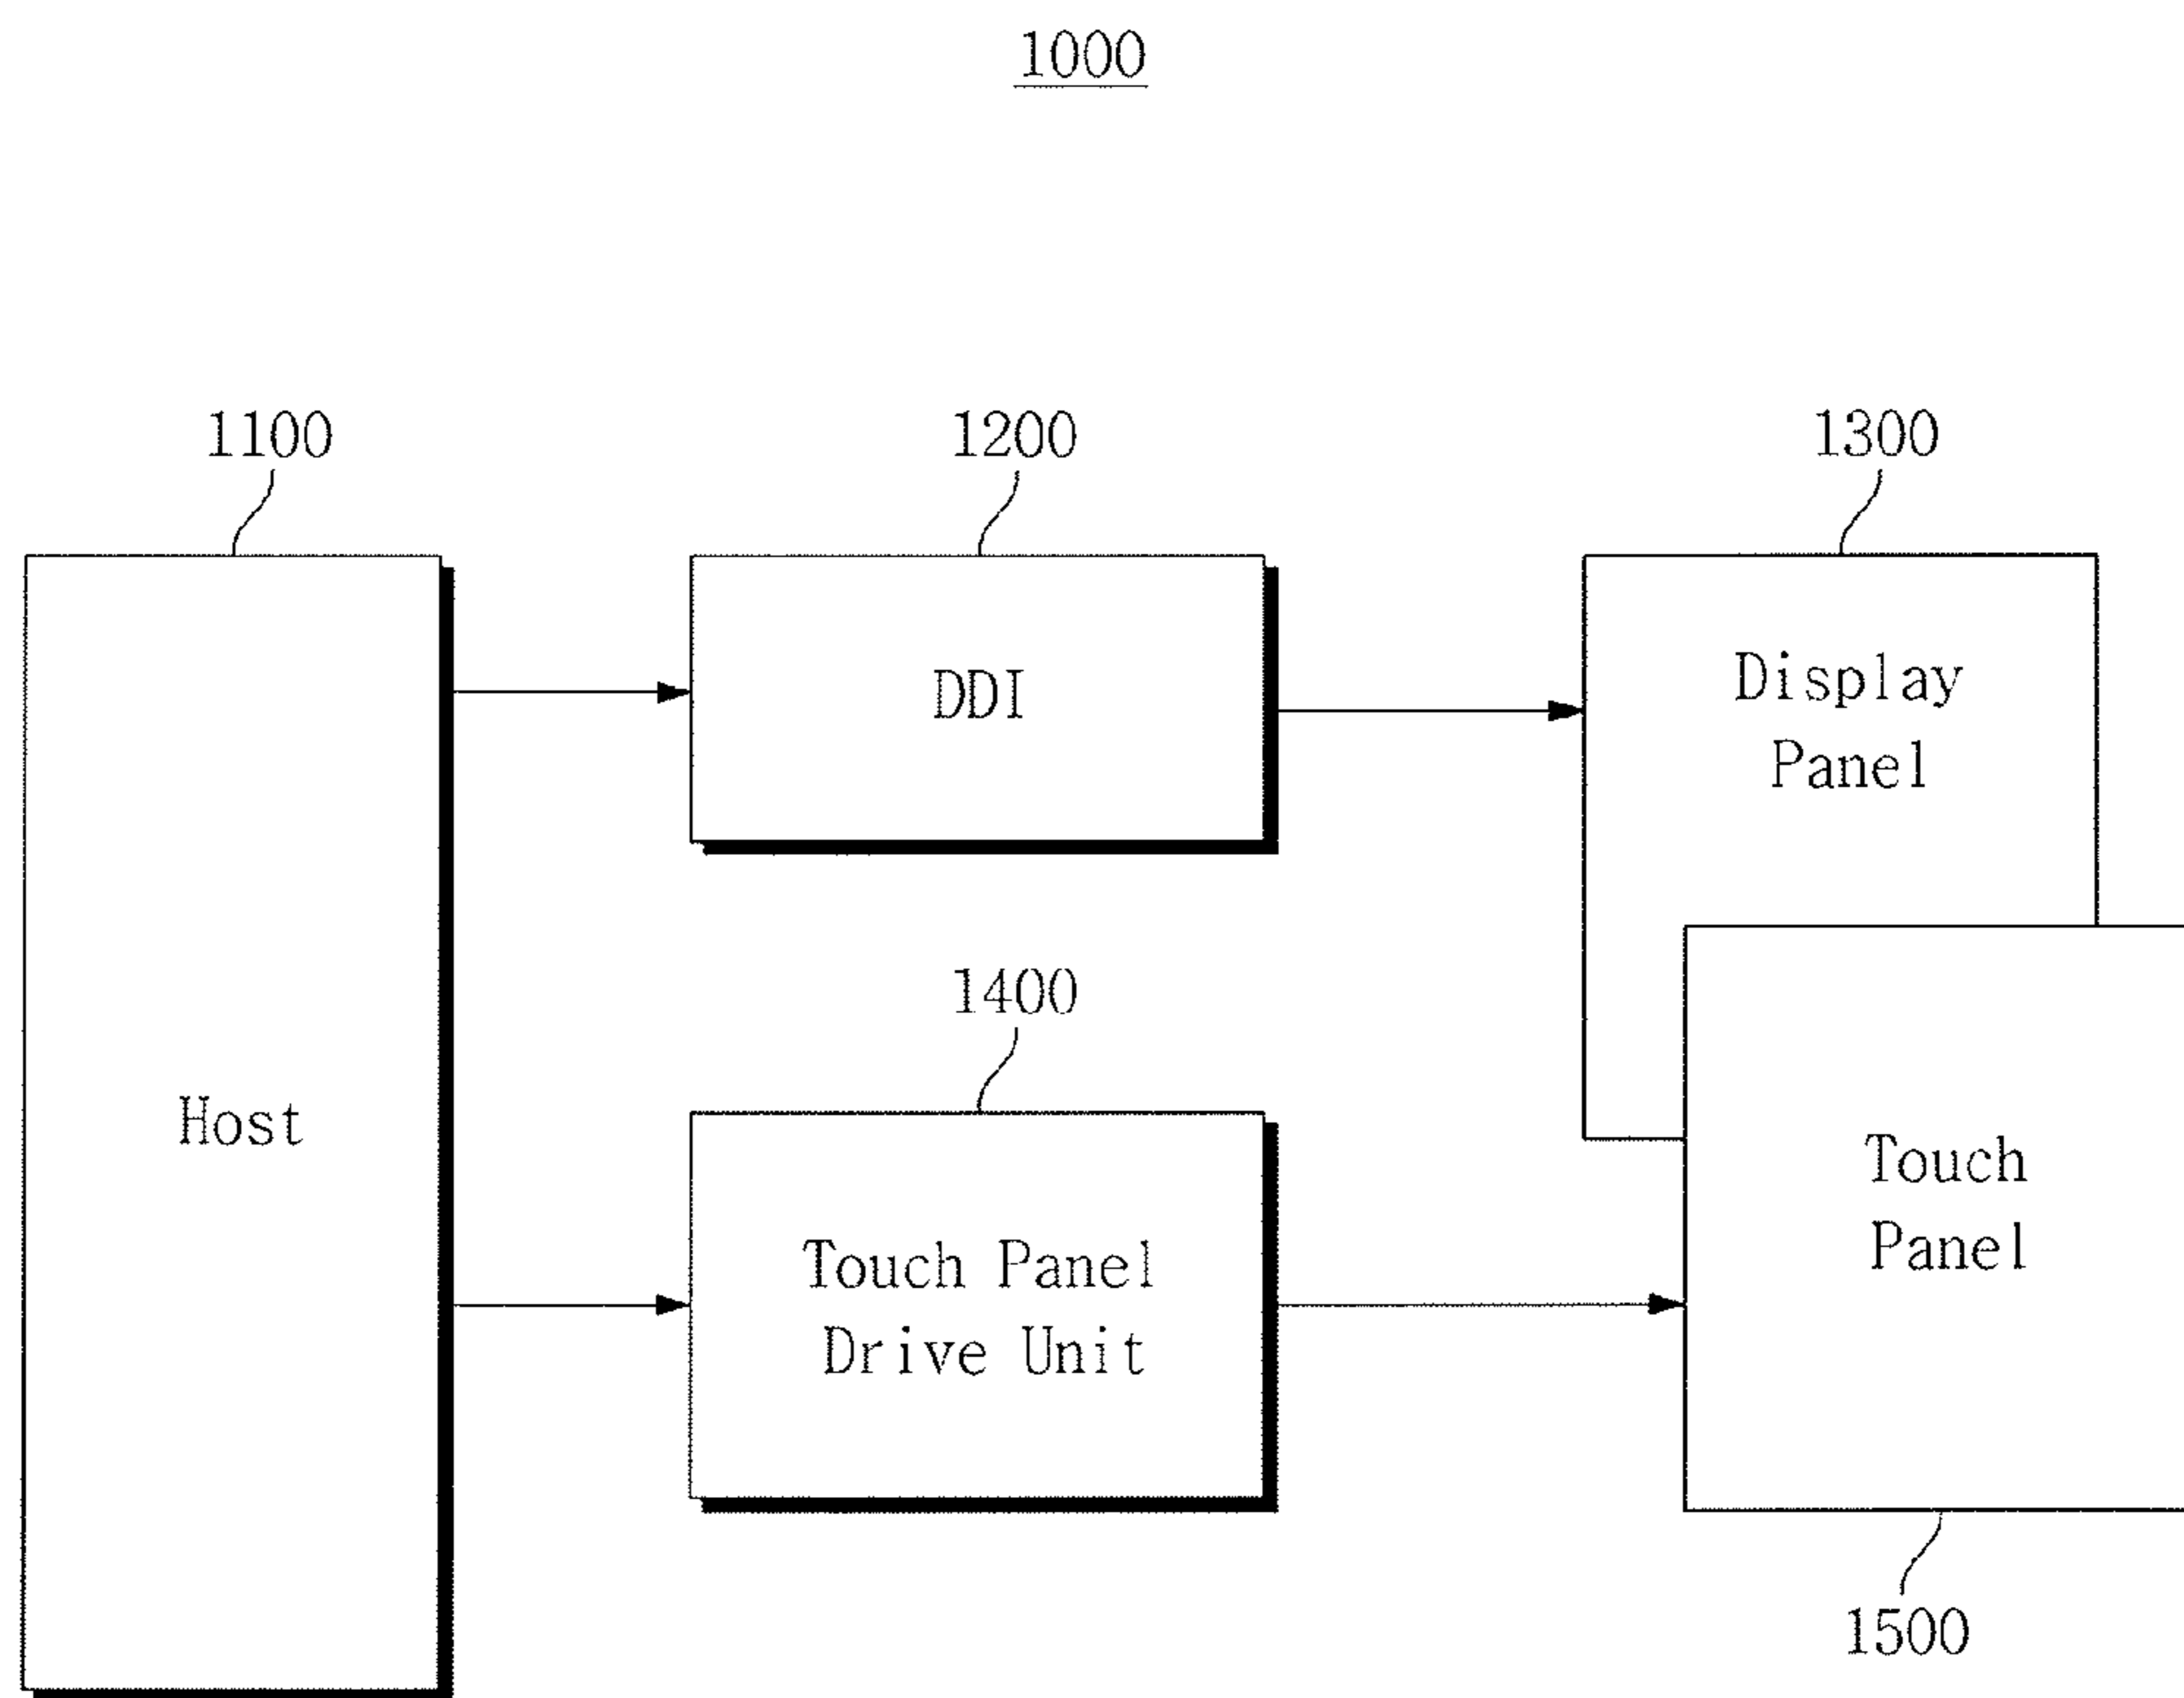 1000
1100
1200
1300
DDI
Display
Panel
1400
Host
Touch Panel
Drive Unit
Touch
Panel
1500